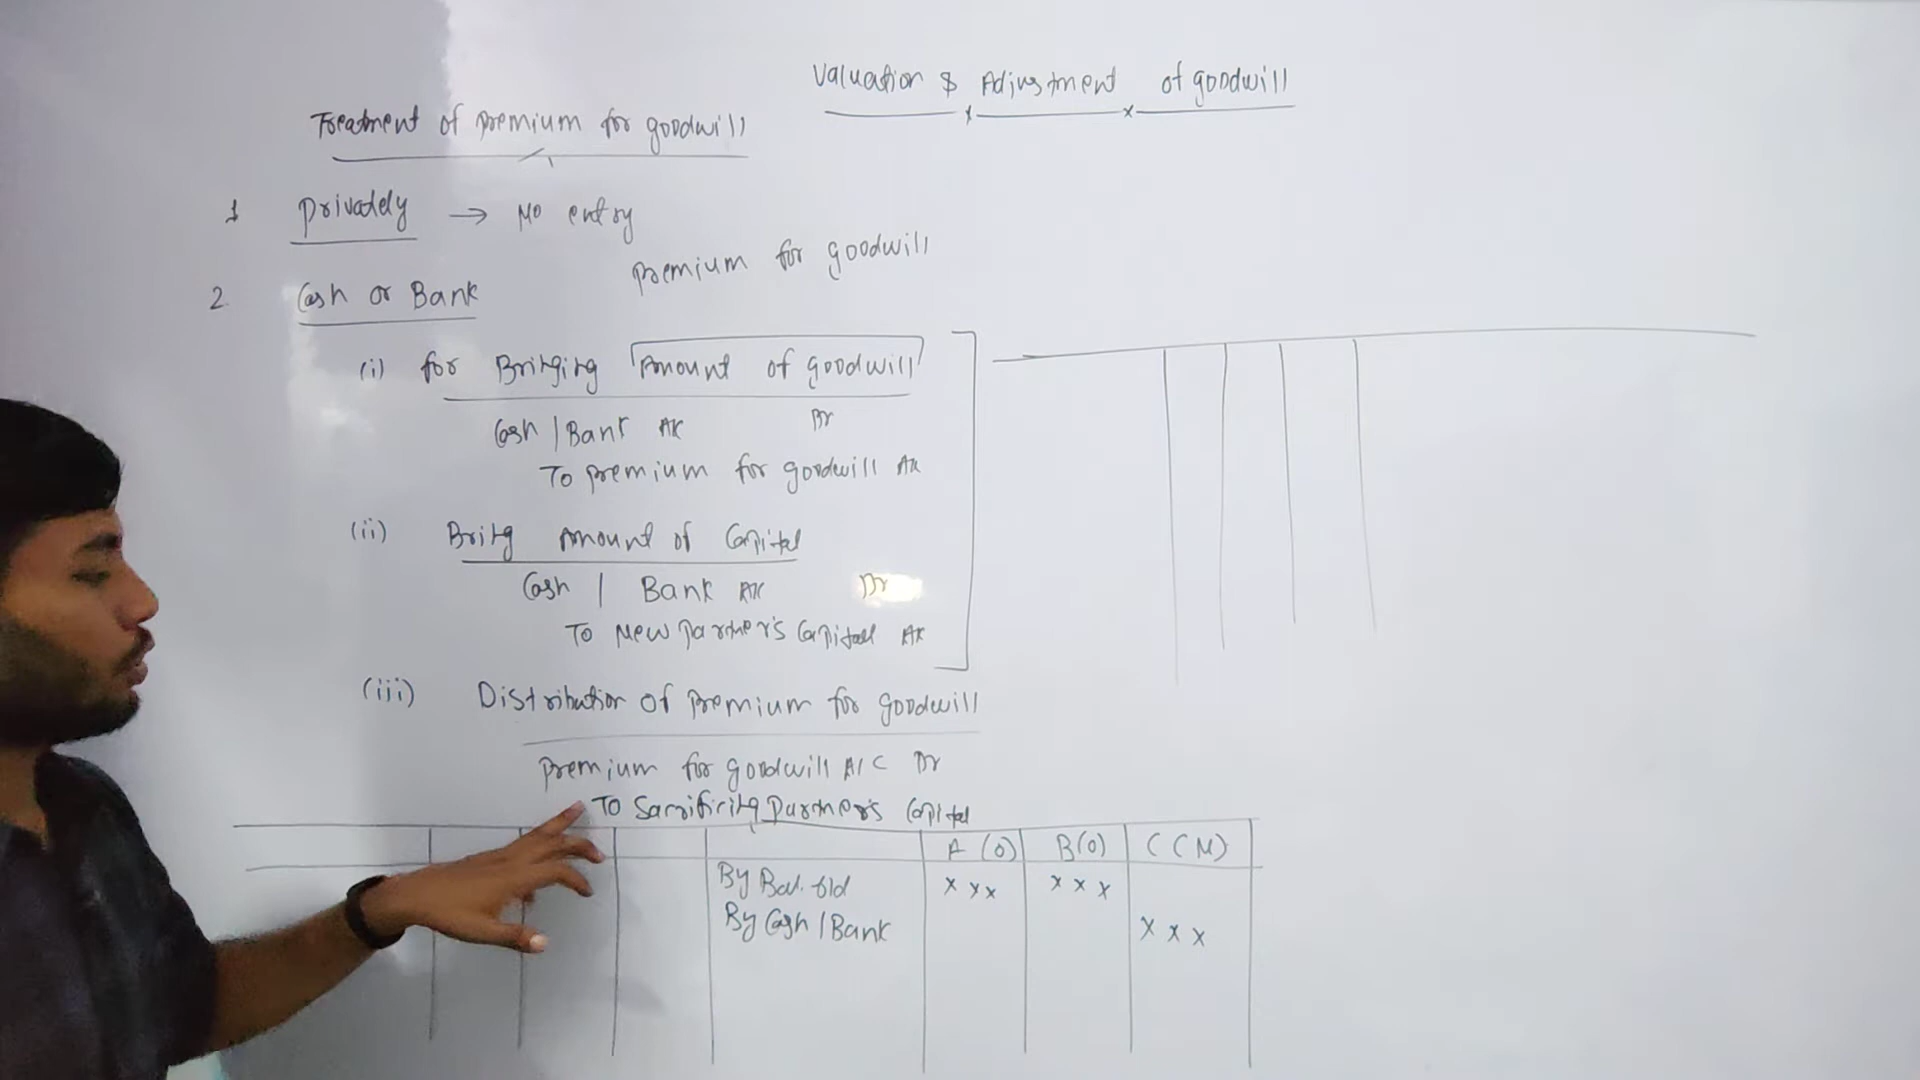 Valuation & Adjustment of goodwill
Treatment of premium for goodwill
1 privately → No entry
premium for goodwill
2. Cash or Bank
(i) for Bringing Amount of goodwill
Cash | Bank A/c Dr
To premium for goodwill A/c
(ii) Bring Amount of Capital
Cash | Bank A/c Dr
To New partner's Capital A/c
(iii) Distribution of premium for goodwill
premium for goodwill A/C Dr
To Sacrificing partner's Capital
A (O) B(O) C (N)
By Bal. b/d x x x x x x
By Cash / Bank x x x